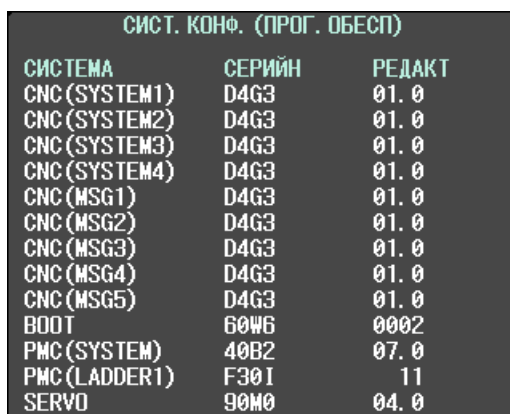 СИСТ. КОНФ. (ПРОГ. ОБЕСП)
СИСТЕМА СЕРИЙН РЕДАКТ
CNC(SYSTEM1) D4G3 01. 0
CNC(SYSTEM2) D4G3 01. 0
CNC(SYSTEM3) D4G3 01. 0
CNC(SYSTEM4) D4G3 01. 0
CNC(MSG1) D4G3 01. 0
CNC(MSG2) D4G3 01. 0
CNC(MSG3) D4G3 01. 0
CNC(MSG4) D4G3 01. 0
CNC(MSG5) D4G3 01. 0
BOOT 60W6 0002
PMC(SYSTEM) 40B2 07. 0
PMC(LADDER1) F30I 11
SERVO 90M0 04. 0